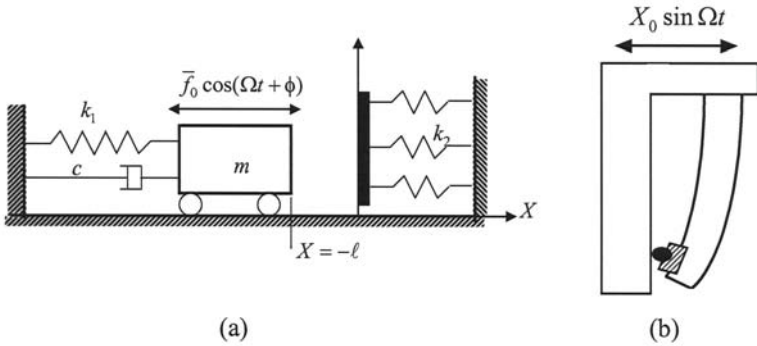 f̅₀ cos(Ωt + ϕ)
k₁
c
m
k₂
X
X = −ℓ
(a)
X₀ sin Ωt
(b)